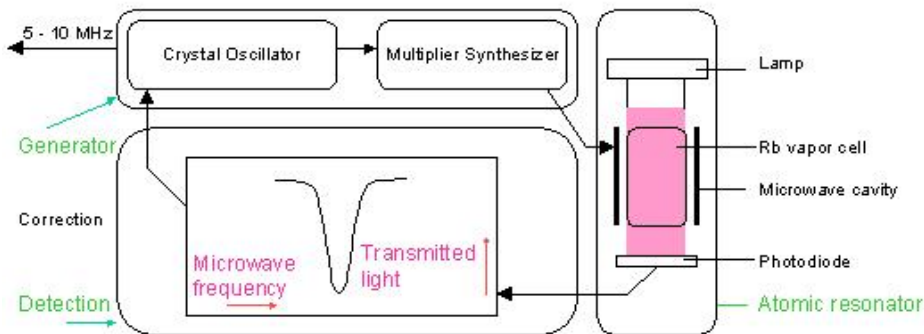 5 - 10 MHz
Crystal Oscillator
Multiplier Synthesizer
Lamp
Generator
Rb vapor cell
Microwave cavity
Correction
Microwave
frequency
Transmitted
light
Photodiode
Detection
Atomic resonator